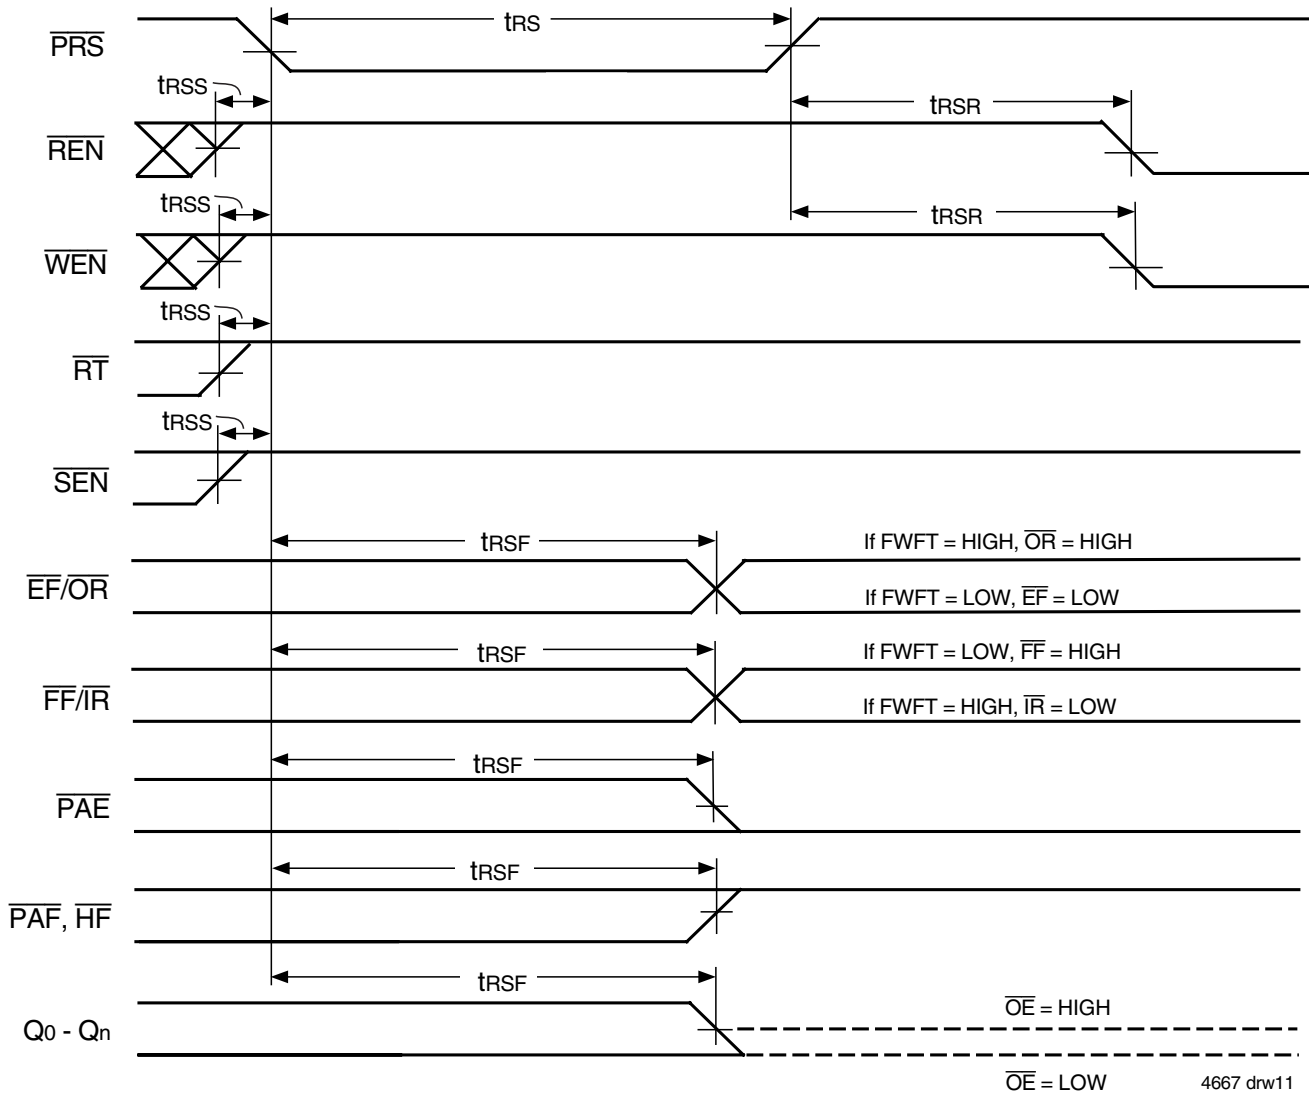 PRS
tRS
tRSS
tRSR
REN
tRSS
tRSR
WEN
tRSS
RT
tRSS
SEN
tRSF
If FWFT = HIGH, OR = HIGH
EF/OR
If FWFT = LOW, EF = LOW
tRSF
If FWFT = LOW, FF = HIGH
FF/IR
If FWFT = HIGH, IR = LOW
tRSF
PAE
tRSF
PAF, HF
tRSF
OE = HIGH
Q0 - Qn
OE = LOW
4667 drw11